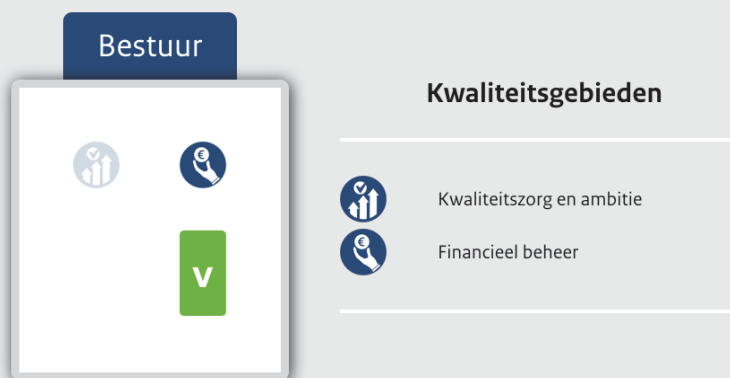 Bestuur
Kwaliteitsgebieden
€
€
Kwaliteitszorg en ambitie
€
Financieel beheer
V